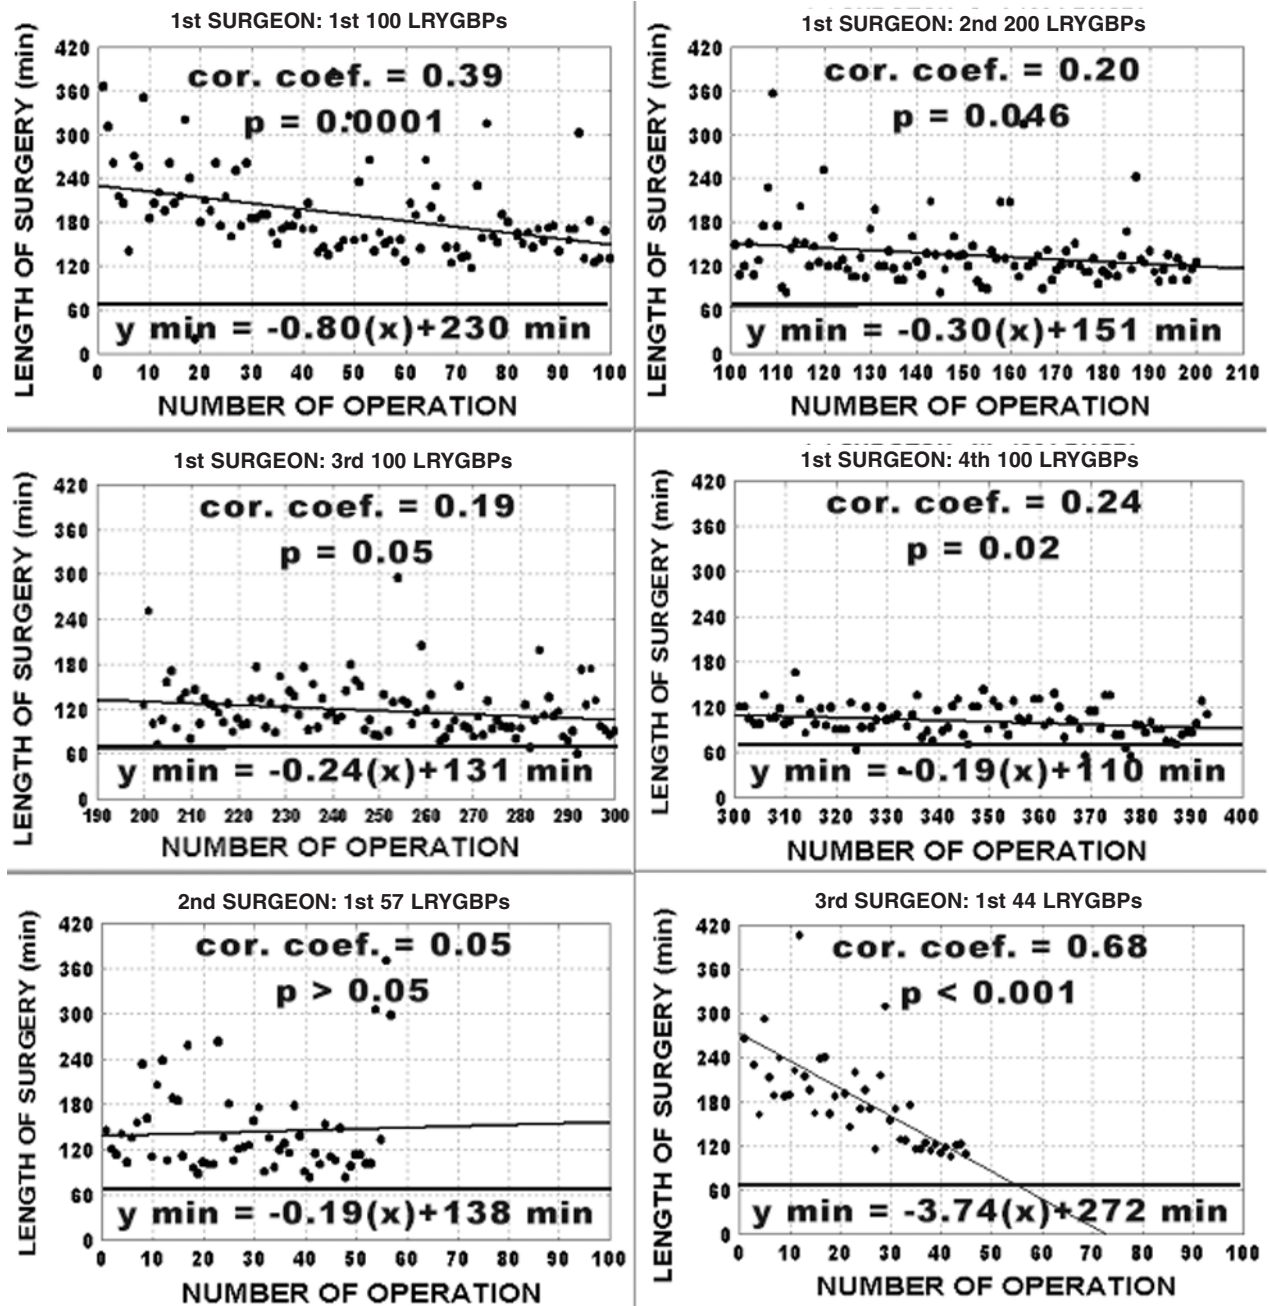 1st SURGEON: 1st 100 LRYGBPs
LENGTH OF SURGERY (min)
420
360
300
240
180
120
60
0
cor. coef. = 0.39
p = 0.0001
y min = -0.80(x)+230 min
0 10 20 30 40 50 60 70 80 90 100
NUMBER OF OPERATION
1st SURGEON: 2nd 200 LRYGBPs
LENGTH OF SURGERY (min)
420
360
300
240
180
120
60
0
cor. coef. = 0.20
p = 0.046
y min = -0.30(x)+151 min
100 110 120 130 140 150 160 170 180 190 200 210
NUMBER OF OPERATION
1st SURGEON: 3rd 100 LRYGBPs
LENGTH OF SURGERY (min)
420
360
300
240
180
120
60
0
cor. coef. = 0.19
p = 0.05
y min = -0.24(x)+131 min
190 200 210 220 230 240 250 260 270 280 290 300
NUMBER OF OPERATION
1st SURGEON: 4th 100 LRYGBPs
LENGTH OF SURGERY (min)
420
360
300
240
180
120
60
0
cor. coef. = 0.24
p = 0.02
y min = -0.19(x)+110 min
300 310 320 330 340 350 360 370 380 390 400
NUMBER OF OPERATION
2nd SURGEON: 1st 57 LRYGBPs
LENGTH OF SURGERY (min)
420
360
300
240
180
120
60
0
cor. coef. = 0.05
p > 0.05
y min = -0.19(x)+138 min
0 10 20 30 40 50 60 70 80 90 100
NUMBER OF OPERATION
3rd SURGEON: 1st 44 LRYGBPs
LENGTH OF SURGERY (min)
420
360
300
240
180
120
60
0
cor. coef. = 0.68
p < 0.001
y min = -3.74(x)+272 min
0 10 20 30 40 50 60 70 80 90 100
NUMBER OF OPERATION